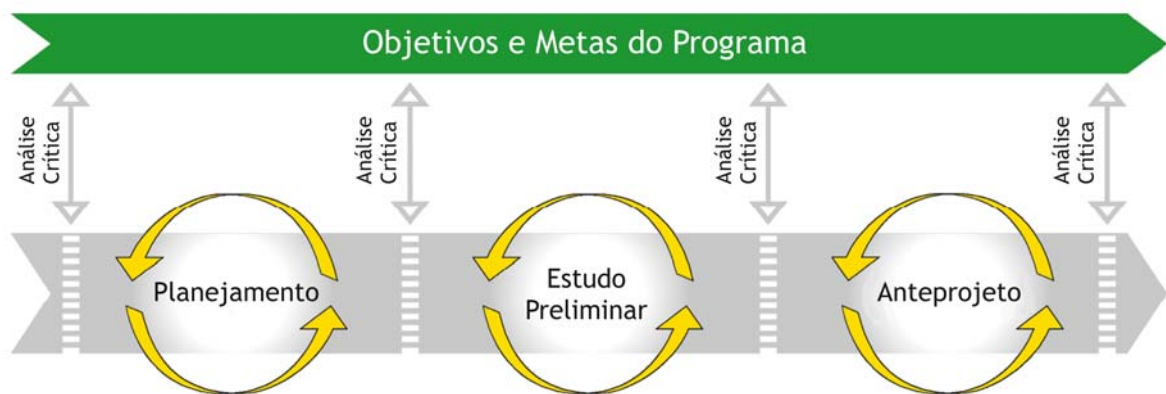 Objetivos e Metas do Programa
Análise
Crítica
Análise
Crítica
Análise
Crítica
Análise
Crítica
Planejamento
Estudo
Preliminar
Anteprojeto